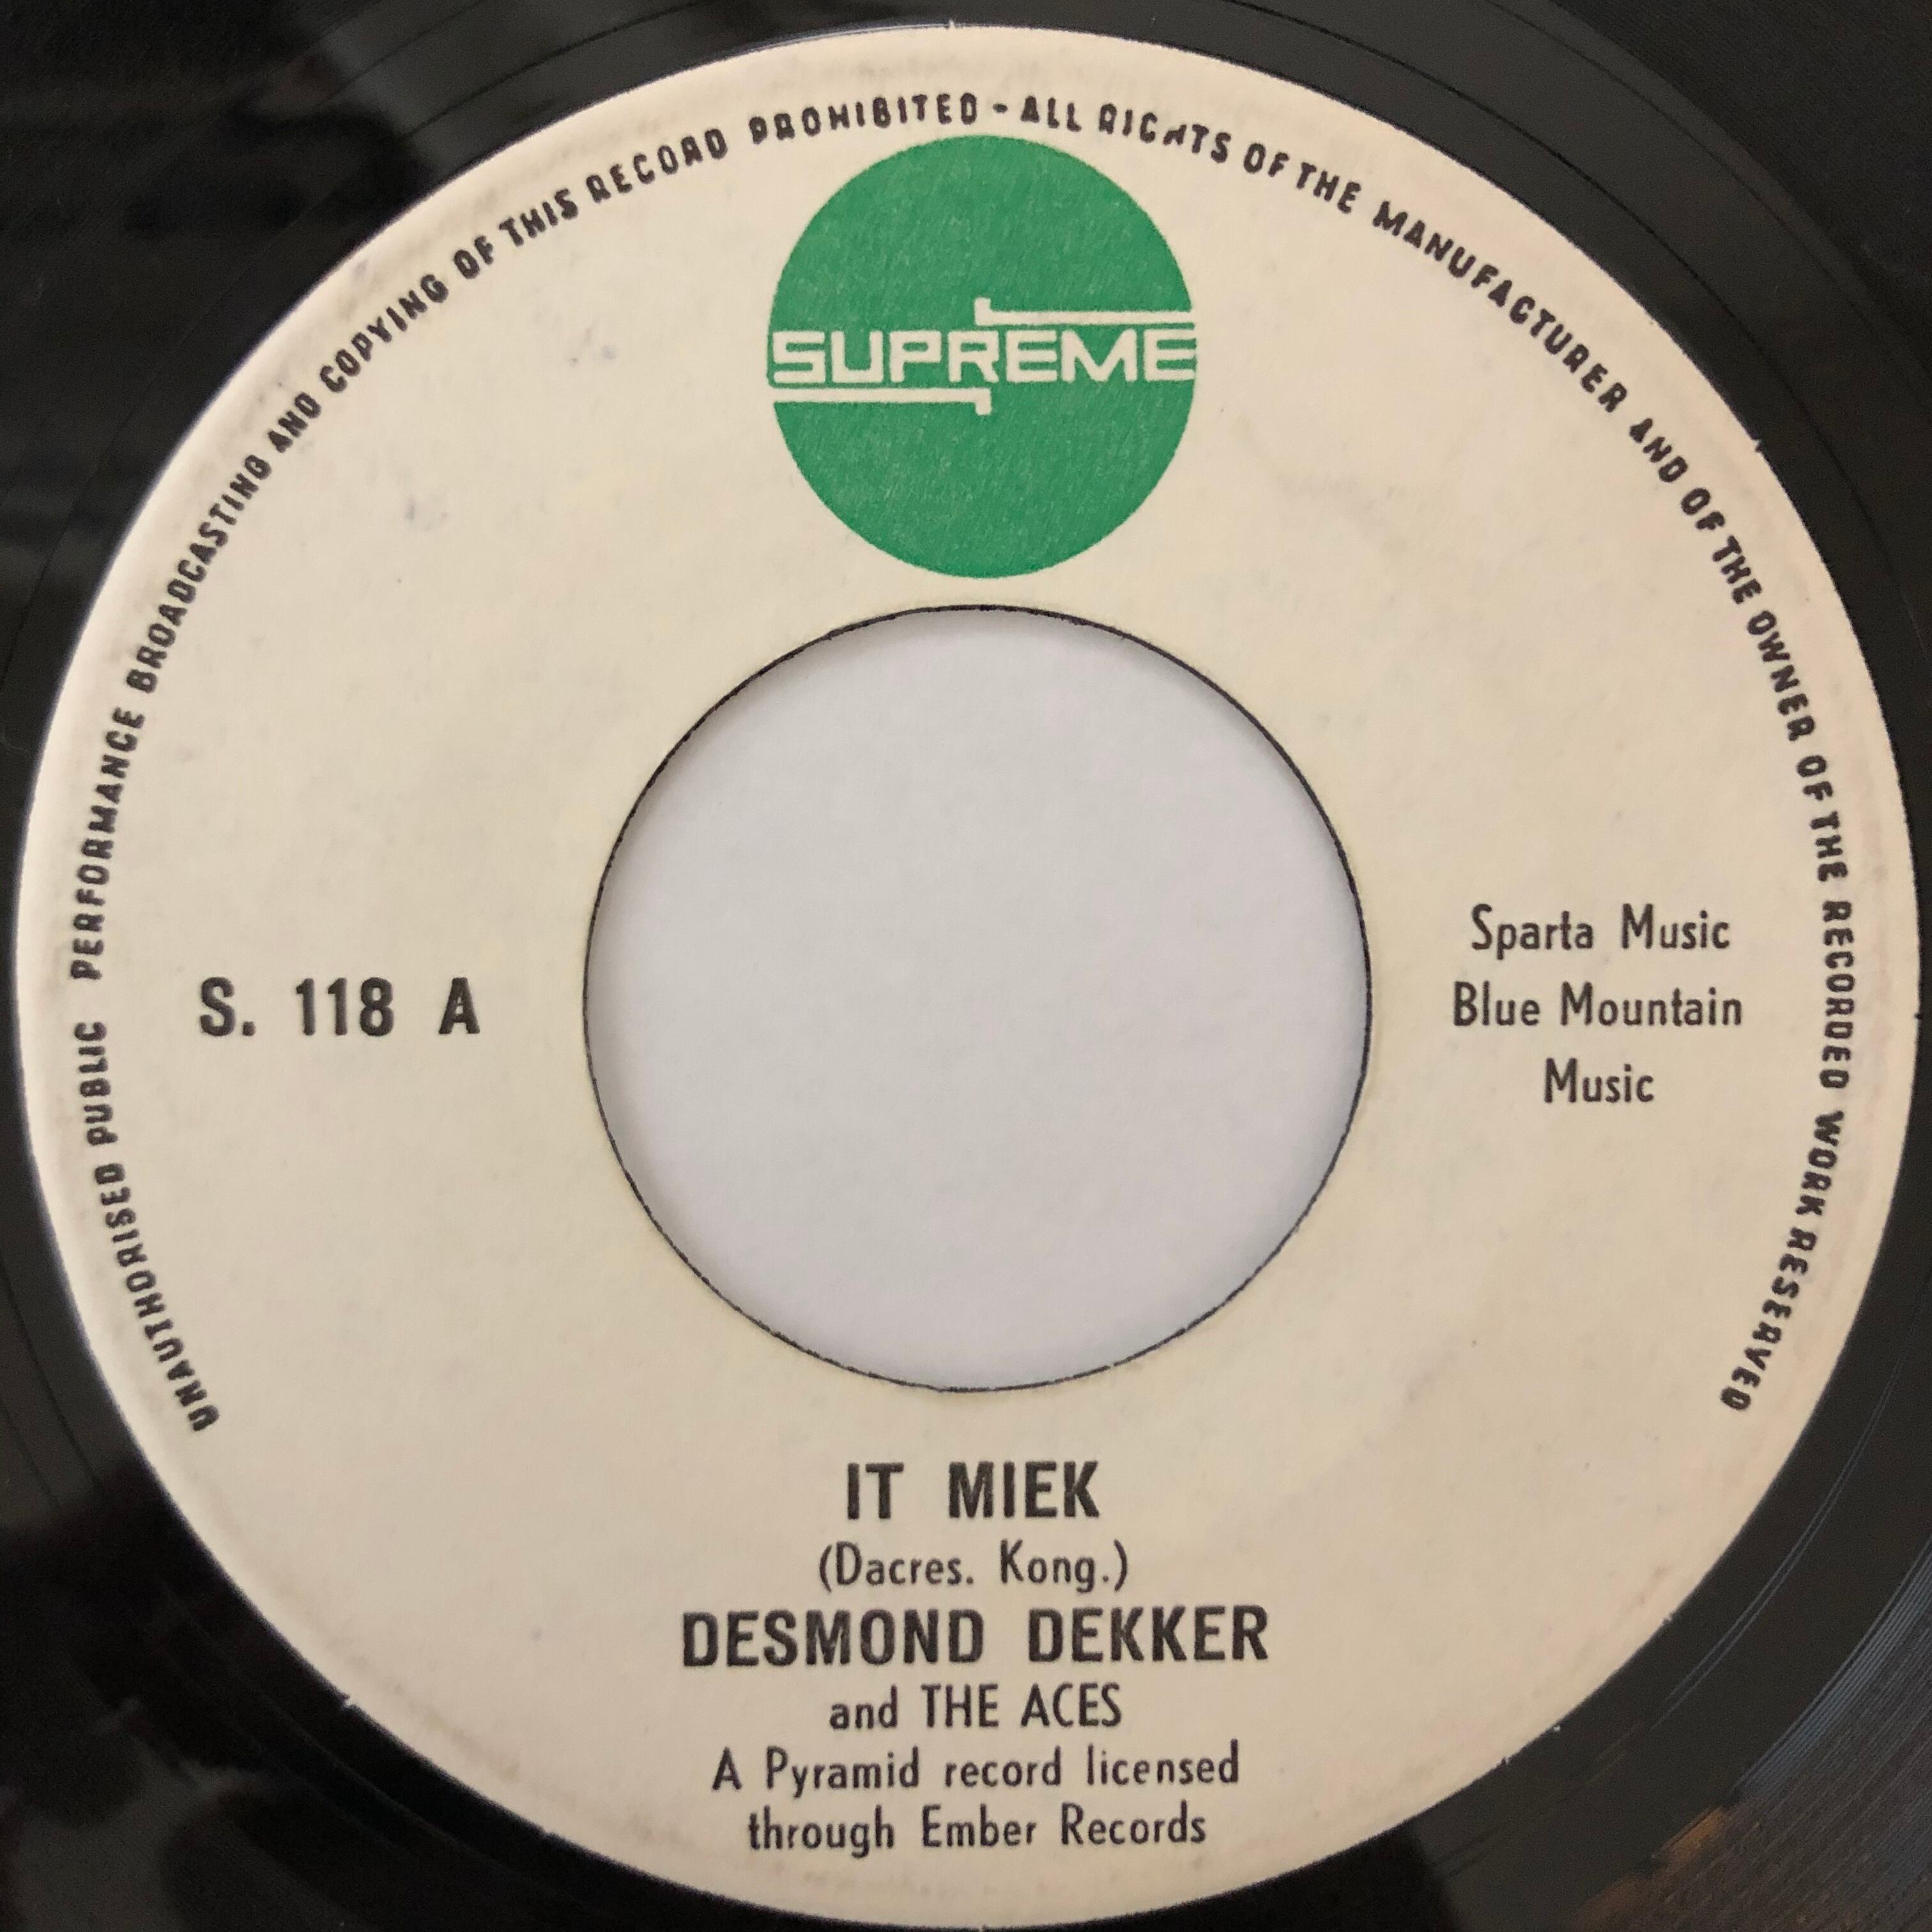 UNAUTHORISED PUBLIC PERFORMANCE BROADCASTING AND COPYING OF THIS RECORD PROHIBITED - ALL RIGHTS OF THE MANUFACTURER AND OF THE OWNER OF THE RECORDED WORK RESERVED
SUPREME
S. 118 A
Sparta Music
Blue Mountain
Music
IT MIEK
(Dacres. Kong.)
DESMOND DEKKER
and THE ACES
A Pyramid record licensed
through Ember Records